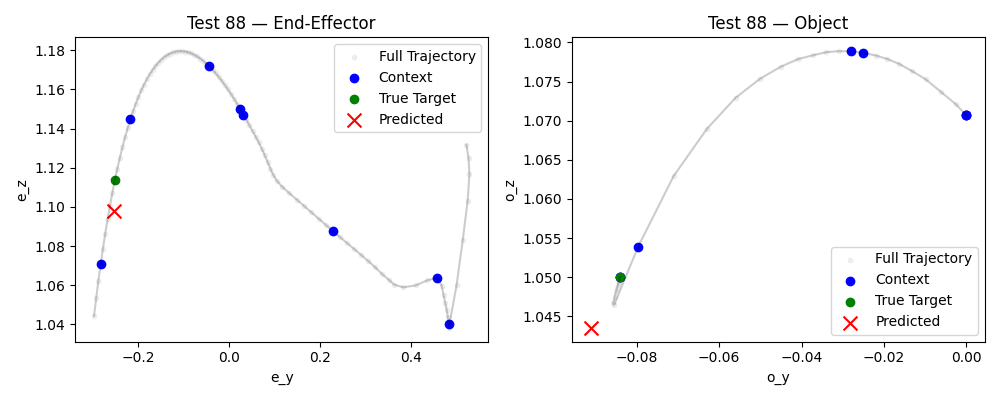 Test 88 — End-Effector
e_z
1.18
1.16
1.14
1.12
1.10
1.08
1.06
1.04
−0.2
0.0
0.2
0.4
e_y
Full Trajectory
Context
True Target
Predicted
Test 88 — Object
o_z
1.080
1.075
1.070
1.065
1.060
1.055
1.050
1.045
−0.08
−0.06
−0.04
−0.02
0.00
o_y
Full Trajectory
Context
True Target
Predicted